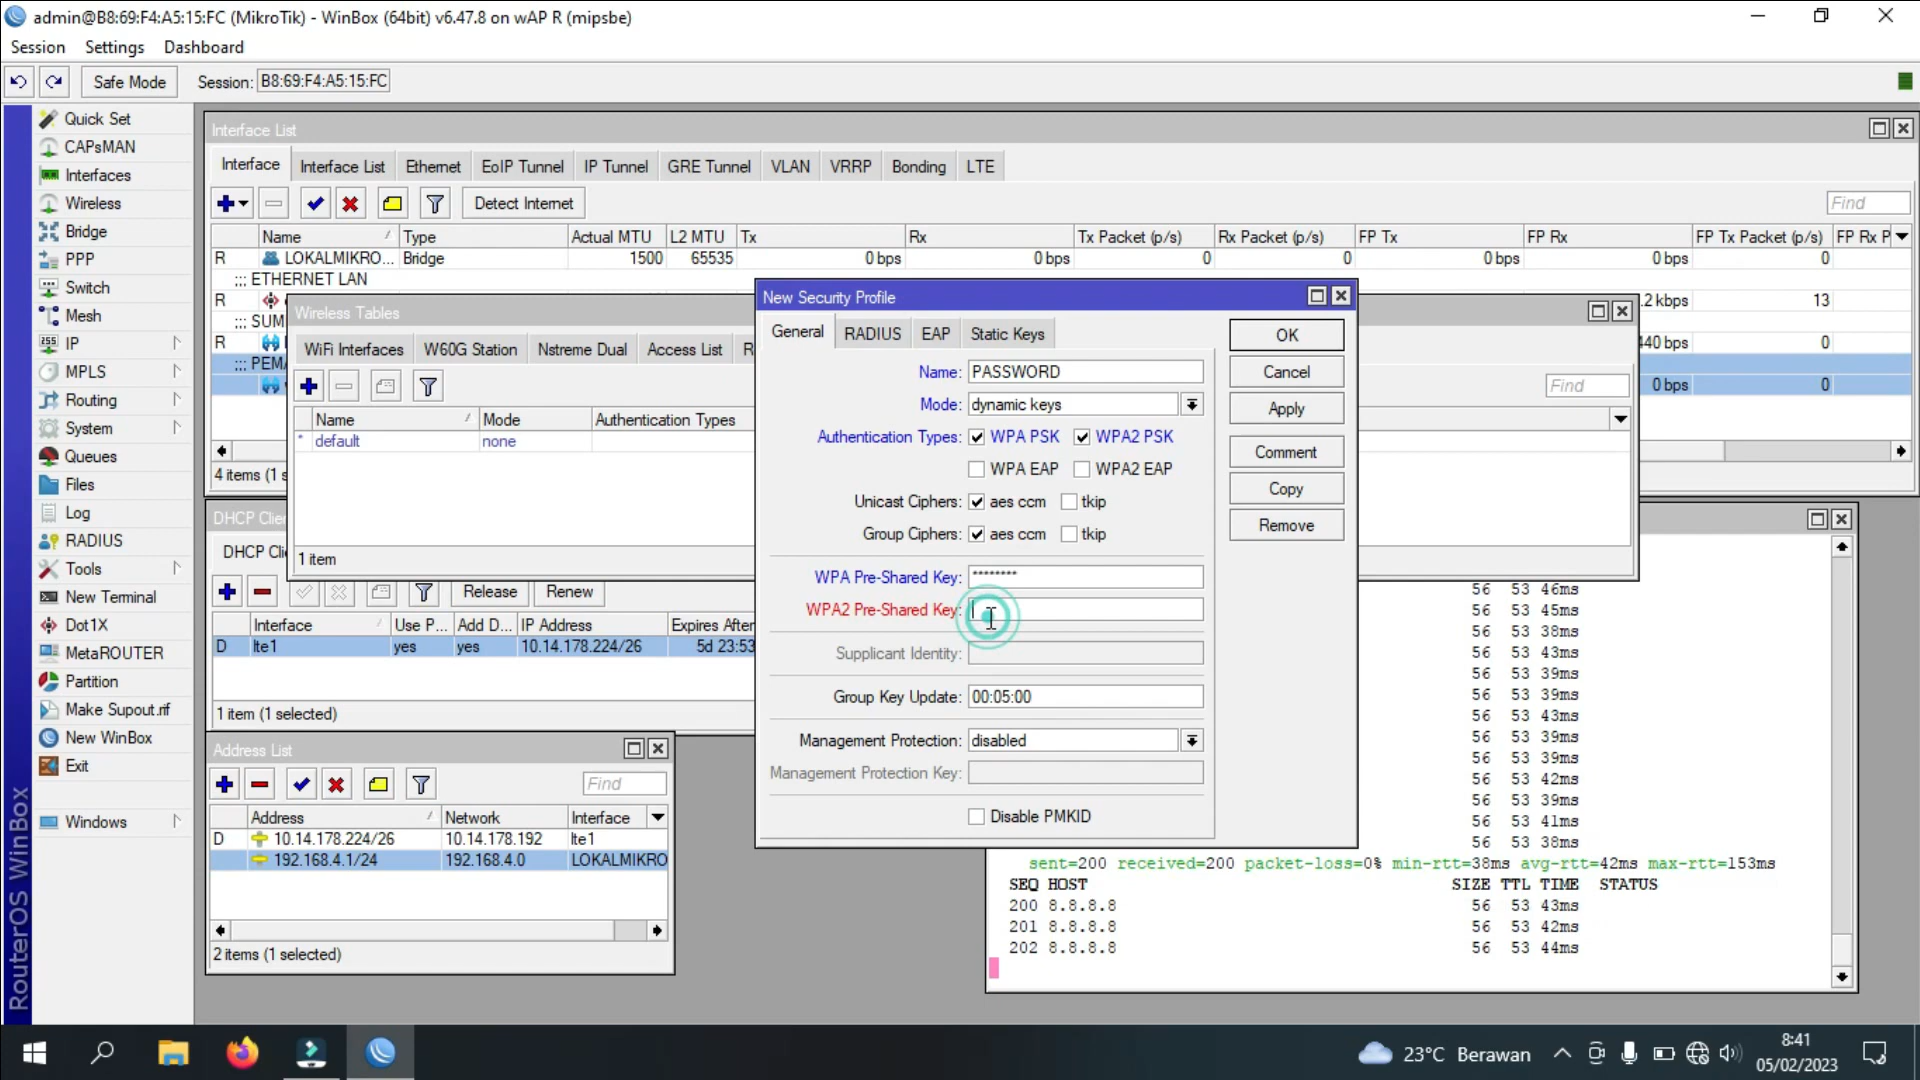 admin@B8:69:F4:A5:15:FC (MikroTik) - WinBox (64bit) v6.47.8 on wAP R (mipsbe)
Session Settings Dashboard
Safe Mode Session: B8:69:F4:A5:15:FC
Quick Set
CAPsMAN
Interfaces
Wireless
Bridge
PPP
Switch
Mesh
IP
MPLS
Routing
System
Queues
Files
Log
RADIUS
Tools
New Terminal
Dot1X
MetaROUTER
Partition
Make Supout.rif
New WinBox
Exit
Windows
RouterOS WinBox
Interface List
Interface Interface List Ethernet EoIP Tunnel IP Tunnel GRE Tunnel VLAN VRRP Bonding LTE
Detect Internet Find
Name Type Actual MTU L2 MTU Tx Rx Tx Packet (p/s) Rx Packet (p/s) FP Tx FP Rx FP Tx Packet (p/s) FP Rx P
R LOKALMIKRO... Bridge 1500 65535 0 bps 0 bps 0 0 0 bps 0 bps 0
;;; ETHERNET LAN
R .2 kbps 13
;;; SUM
R 440 bps 0
;;; PEMA
0 bps 0
4 items (1 s
Wireless Tables
WiFi Interfaces W60G Station Nstreme Dual Access List R
Find
Name Mode Authentication Types
* default none
1 item
DHCP Clie
DHCP Clie
Release Renew
Interface Use P... Add D... IP Address Expires After
D lte1 yes yes 10.14.178.224/26 5d 23:53
1 item (1 selected)
Address List
Find
Address Network Interface
D 10.14.178.224/26 10.14.178.192 lte1
192.168.4.1/24 192.168.4.0 LOKALMIKRO
2 items (1 selected)
New Security Profile
General RADIUS EAP Static Keys
Name: PASSWORD
Mode: dynamic keys
Authentication Types: WPA PSK WPA2 PSK
WPA EAP WPA2 EAP
Unicast Ciphers: aes ccm tkip
Group Ciphers: aes ccm tkip
WPA Pre-Shared Key: ********
WPA2 Pre-Shared Key:
Supplicant Identity:
Group Key Update: 00:05:00
Management Protection: disabled
Management Protection Key:
Disable PMKID
OK
Cancel
Apply
Comment
Copy
Remove
56 53 46ms
56 53 45ms
56 53 38ms
56 53 43ms
56 53 39ms
56 53 39ms
56 53 43ms
56 53 39ms
56 53 39ms
56 53 42ms
56 53 39ms
56 53 41ms
56 53 38ms
sent=200 received=200 packet-loss=0% min-rtt=38ms avg-rtt=42ms max-rtt=153ms
SEQ HOST SIZE TTL TIME STATUS
200 8.8.8.8 56 53 43ms
201 8.8.8.8 56 53 42ms
202 8.8.8.8 56 53 44ms
23°C Berawan
8:41
05/02/2023